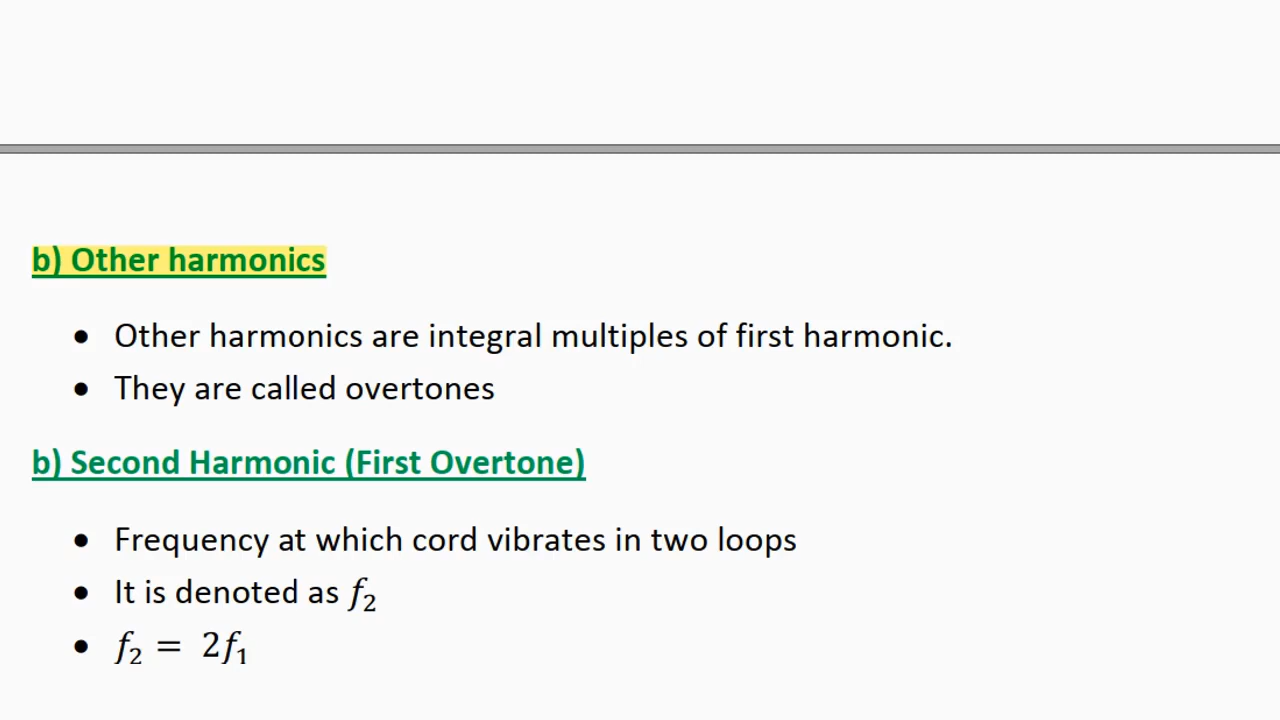 b) Other harmonics
• Other harmonics are integral multiples of first harmonic.
• They are called overtones
b) Second Harmonic (First Overtone)
• Frequency at which cord vibrates in two loops
• It is denoted as f₂
• f₂ = 2f₁